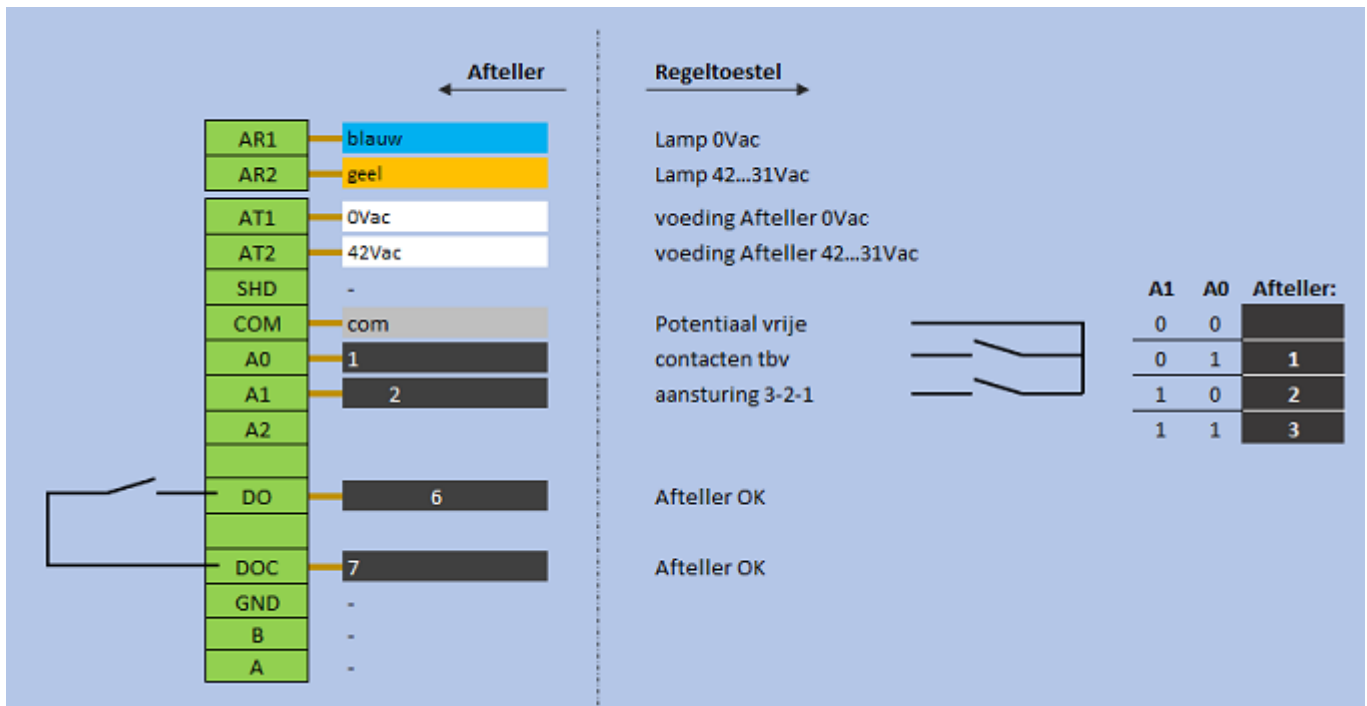 Afteller Regeltoestel
AR1 blauw Lamp 0Vac
AR2 geel Lamp 42...31Vac
AT1 0Vac voeding Afteller 0Vac
AT2 42Vac voeding Afteller 42...31Vac
SHD - A1 A0 Afteller:
COM com Potentiaal vrije 0 0
A0 1 contacten tbv 0 1 1
A1 2 aansturing 3-2-1 1 0 2
A2 1 1 3
DO 6 Afteller OK
DOC 7 Afteller OK
GND -
B -
A -